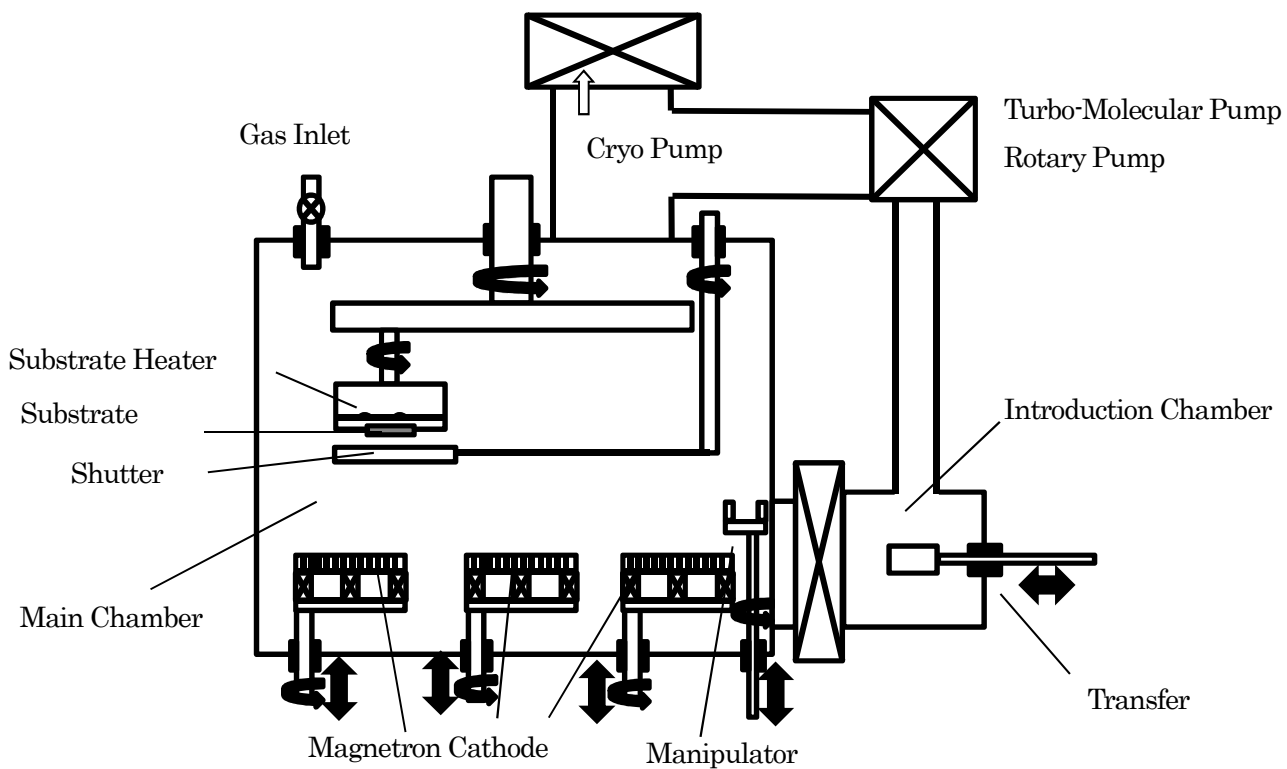 Turbo-Molecular Pump
Gas Inlet
Cryo Pump
Rotary Pump
Substrate Heater
Substrate
Introduction Chamber
Shutter
Main Chamber
Transfer
Magnetron Cathode
Manipulator